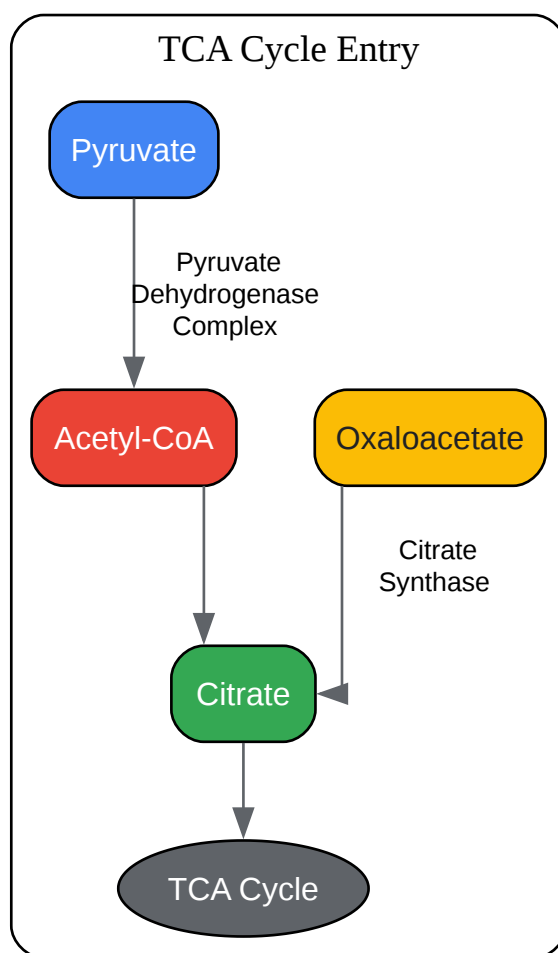 TCA Cycle Entry
Pyruvate
Pyruvate
Dehydrogenase
Complex
Acetyl-CoA
Oxaloacetate
Citrate
Synthase
Citrate
TCA Cycle